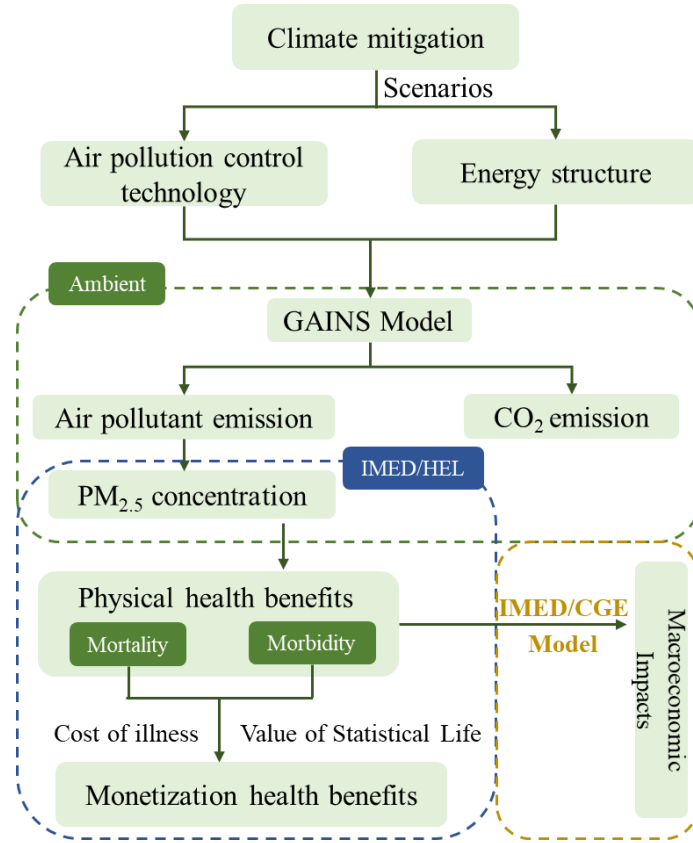 Climate mitigation
Scenarios
Air pollution control
technology
Energy structure
Ambient
GAINS Model
Air pollutant emission
CO₂ emission
IMED/HEL
PM₂.₅ concentration
Physical health benefits
Mortality
Morbidity
IMED/CGE
Model
Macroeconomic
Impacts
Cost of illness
Value of Statistical Life
Monetization health benefits